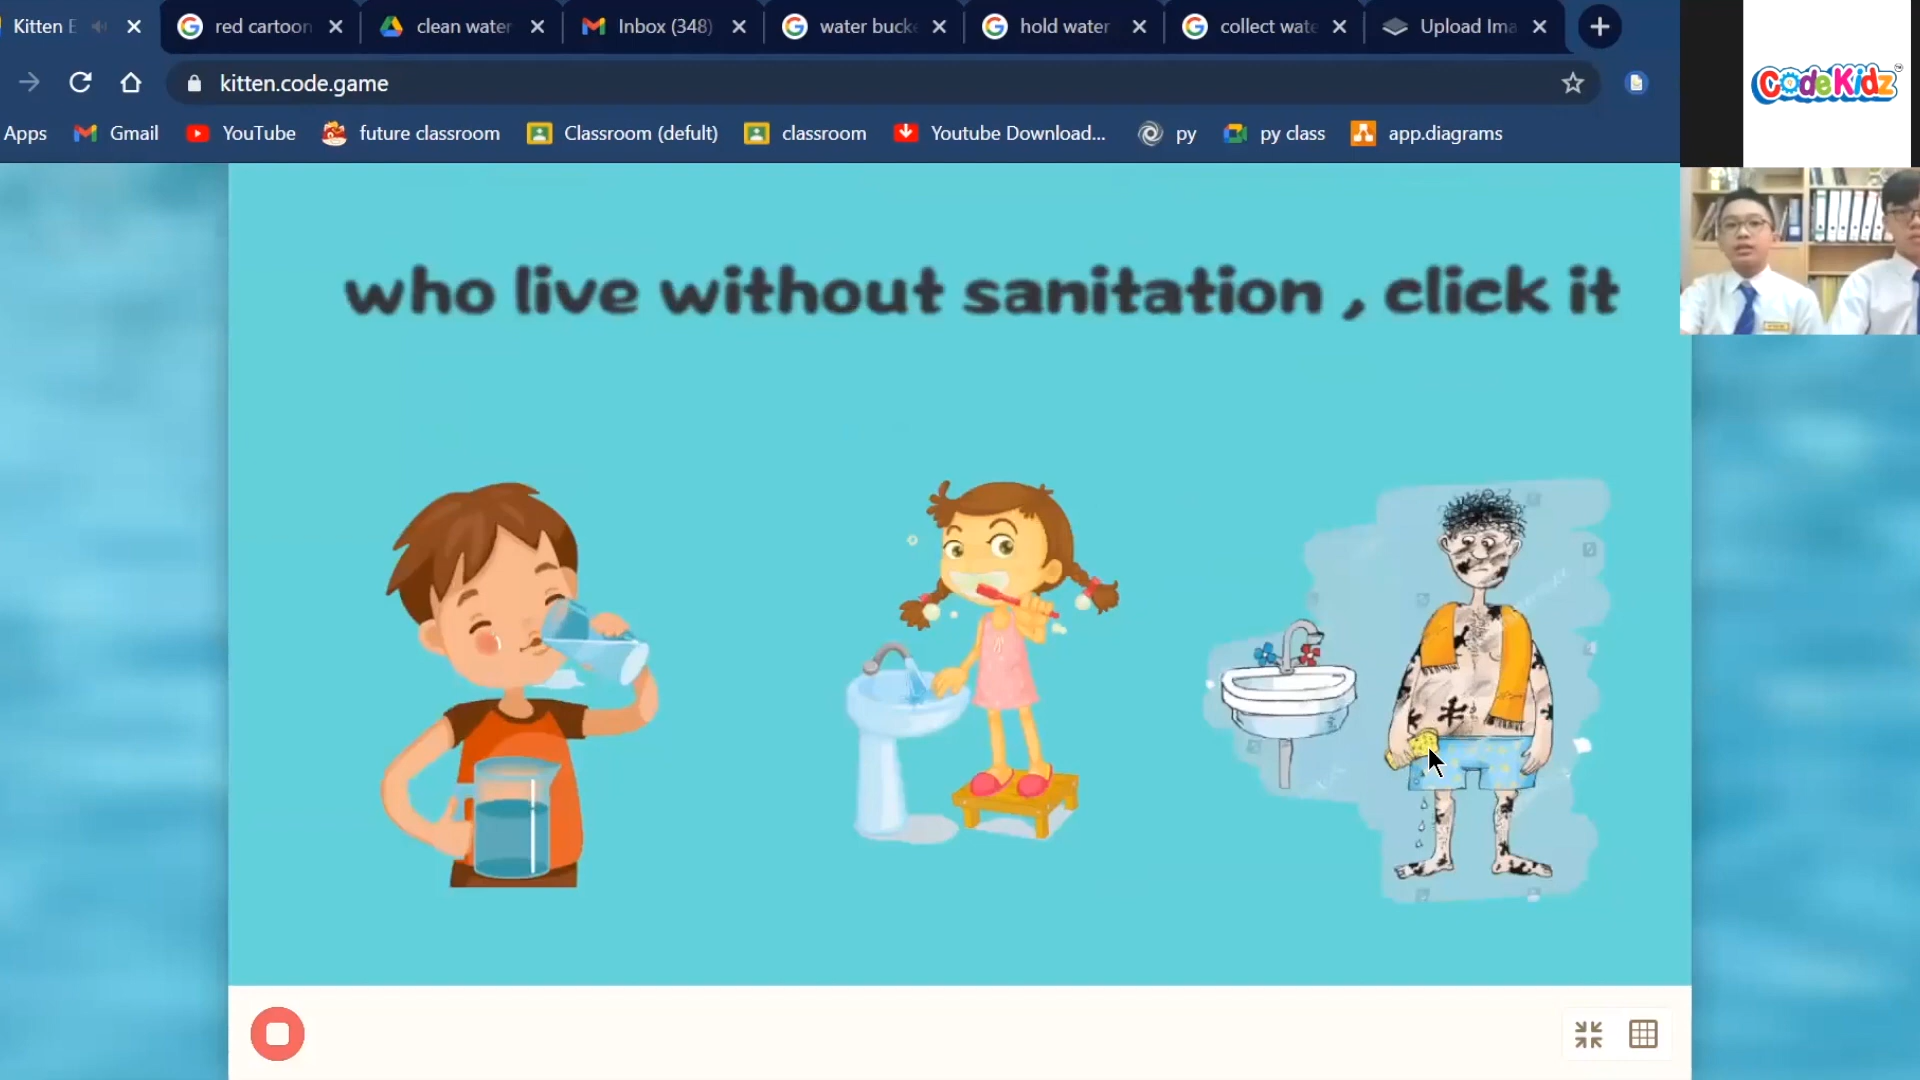 Kitten E
red cartoon
clean water
Inbox (348)
water buck
hold water
collect wate
Upload Ima
kitten.code.game
CodeKidz
Apps
Gmail
YouTube
future classroom
Classroom (defult)
classroom
Youtube Download...
py
py class
app.diagrams
who live without sanitation , click it